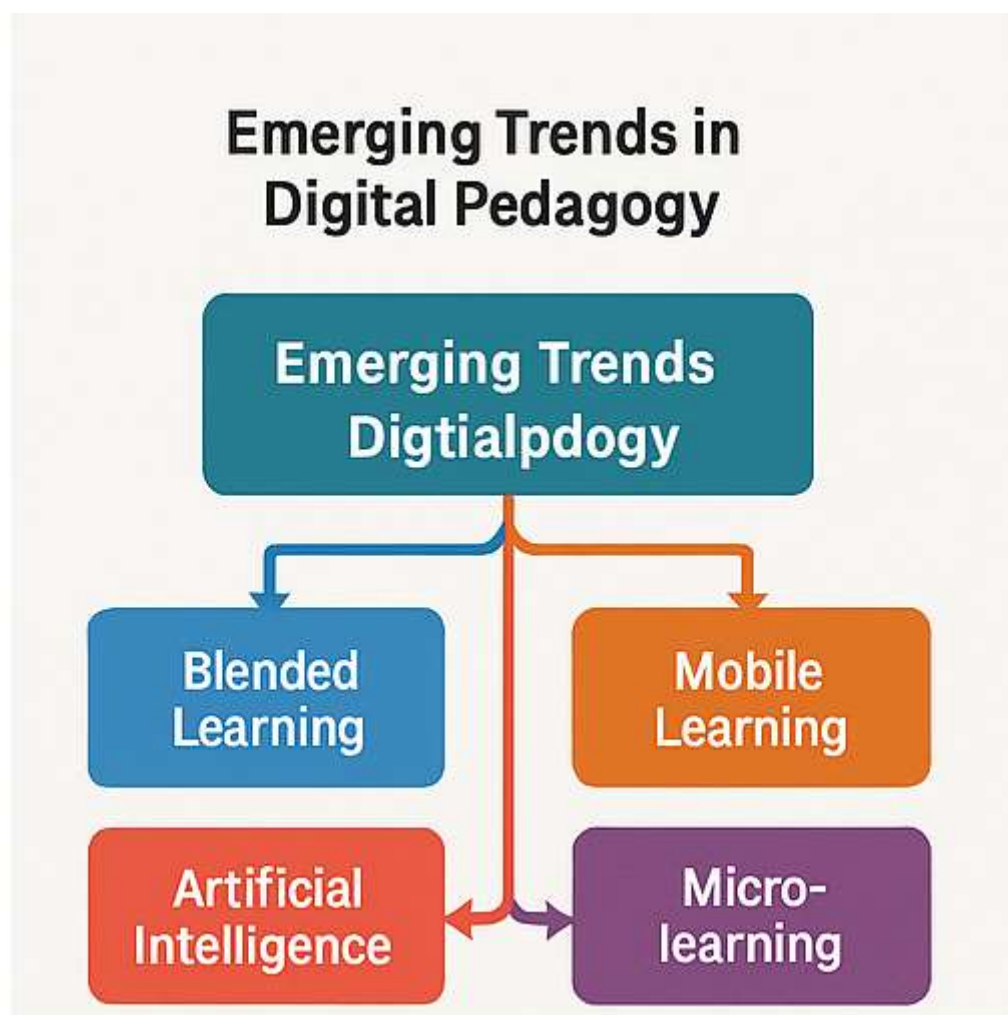 Emerging Trends in
Digital Pedagogy
Emerging Trends
Digtialpdogy
Blended
Learning
Mobile
Learning
Artificial
Intelligence
Micro-
learning